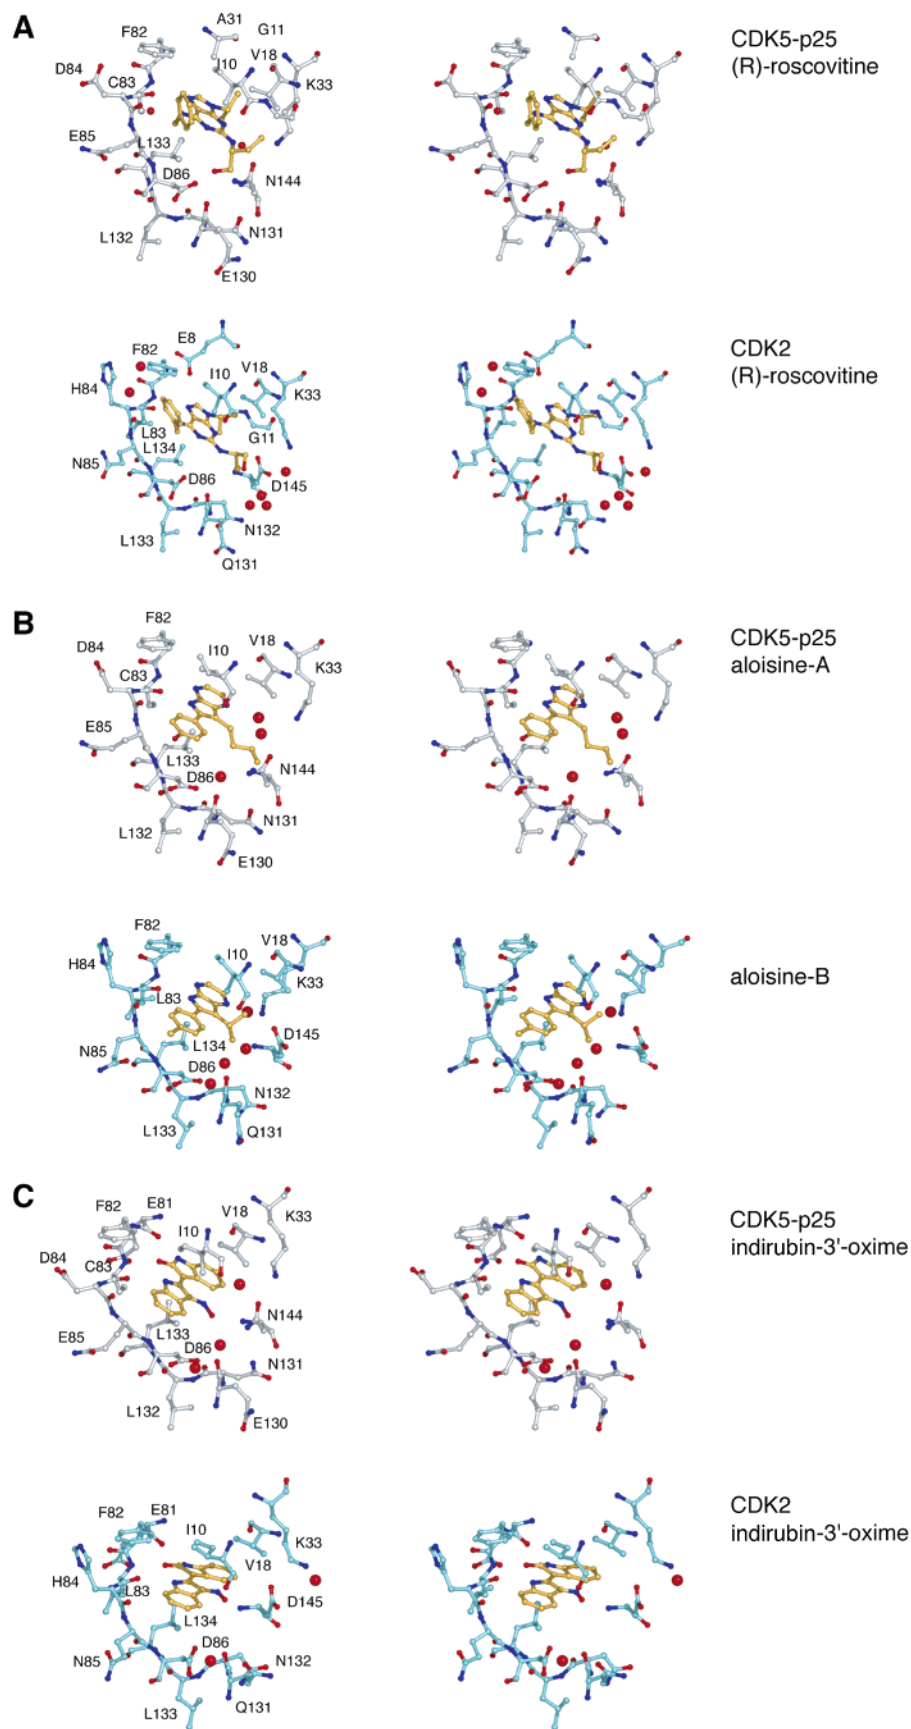 A
A31
G11
F82
V18
I10
D84
C83
K33
E85
L133
D86
N144
L132
N131
E130
CDK5-p25
(R)-roscovitine
E8
F82
V18
I10
H84
K33
L83
G11
L134
N85
D86
D145
N132
L133
Q131
CDK2
(R)-roscovitine
B
F82
V18
I10
D84
K33
C83
E85
L133
N144
D86
L132
N131
E130
CDK5-p25
aloisine-A
F82
V18
I10
H84
K33
L83
D145
L134
N85
D86
N132
L133
Q131
aloisine-B
C
F82
E81
V18
K33
I10
D84
C83
N144
E85
L133
D86
N131
L132
E130
CDK5-p25
indirubin-3'-oxime
F82
E81
I10
K33
V18
H84
L83
D145
L134
D86
N85
N132
L133
Q131
CDK2
indirubin-3'-oxime